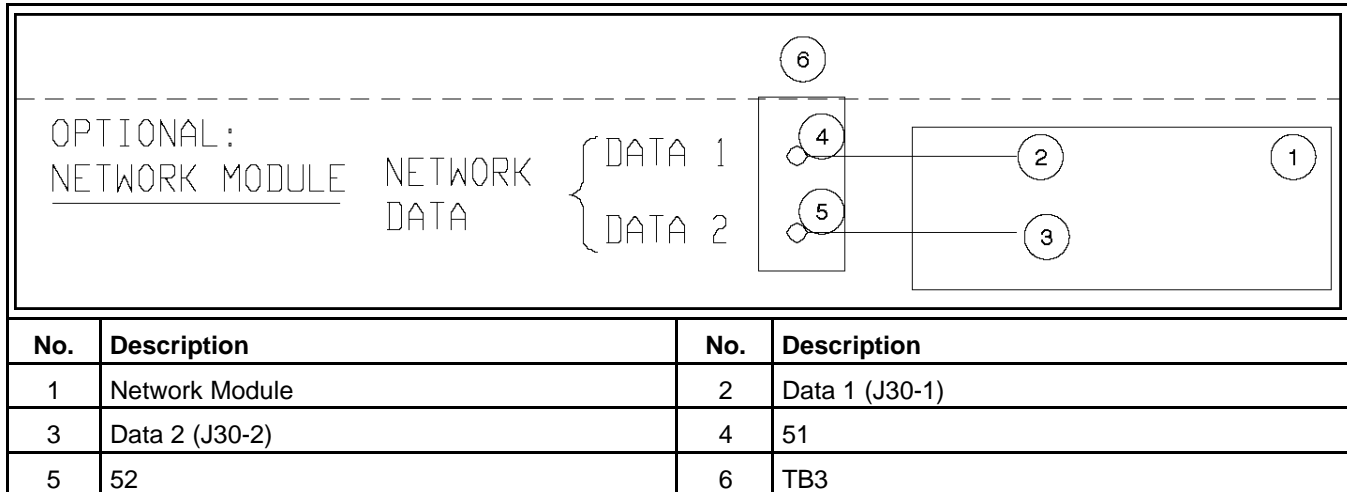 6
OPTIONAL:
NETWORK MODULE
NETWORK
DATA
DATA 1
4
2
1
DATA 2
5
3
No. Description No. Description
1 Network Module 2 Data 1 (J30-1)
3 Data 2 (J30-2) 4 51
5 52 6 TB3